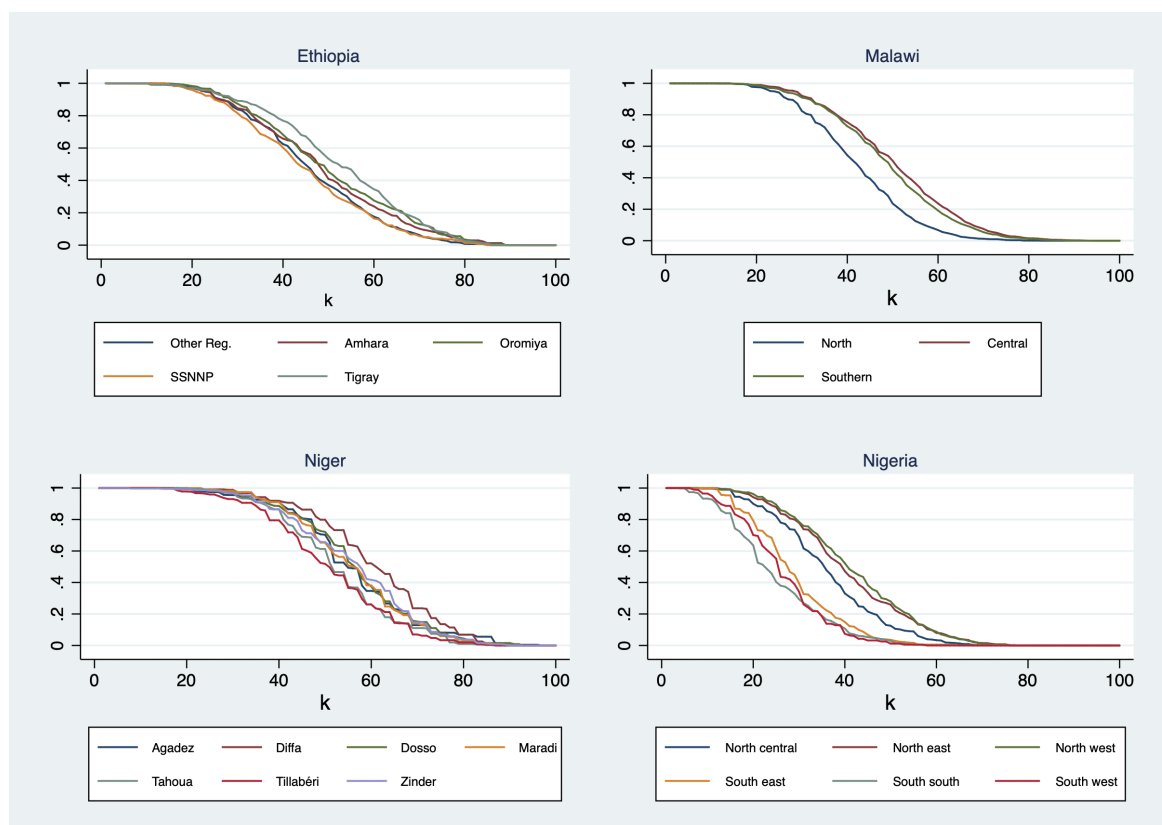 Ethiopia
1
.8
.6
.4
.2
0
0 20 40 60 80 100
k
Other Reg. Amhara Oromiya
SSNNP Tigray
Malawi
1
.8
.6
.4
.2
0
0 20 40 60 80 100
k
North Central
Southern
Niger
1
.8
.6
.4
.2
0
0 20 40 60 80 100
k
Agadez Diffa Dosso Maradi
Tahoua Tillabéri Zinder
Nigeria
1
.8
.6
.4
.2
0
0 20 40 60 80 100
k
North central North east North west
South east South south South west